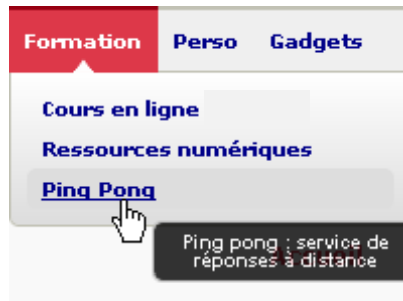 Formation Perso Gadgets
Cours en ligne
Ressources numériques
Ping Pong
Ping pong : service de
réponses à distance